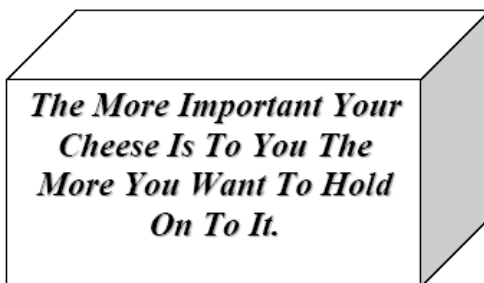 The More Important Your
Cheese Is To You The
More You Want To Hold
On To It.